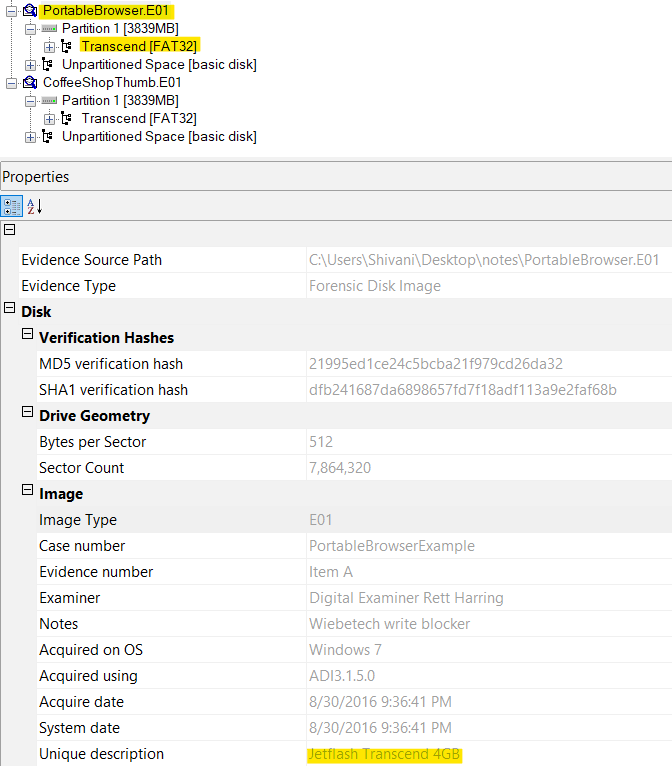 PortableBrowser.E01
Partition 1 [3839MB]
Transcend [FAT32]
Unpartitioned Space [basic disk]
CoffeeShopThumb.E01
Partition 1 [3839MB]
Transcend [FAT32]
Unpartitioned Space [basic disk]
Properties
Evidence Source Path C:\Users\Shivani\Desktop\notes\PortableBrowser.E01
Evidence Type Forensic Disk Image
Disk
Verification Hashes
MD5 verification hash 21995ed1ce24c5bcba21f979cd26da32
SHA1 verification hash dfb241687da6898657fd7f18adf113a9e2faf68b
Drive Geometry
Bytes per Sector 512
Sector Count 7,864,320
Image
Image Type E01
Case number PortableBrowserExample
Evidence number Item A
Examiner Digital Examiner Rett Harring
Notes Wiebetech write blocker
Acquired on OS Windows 7
Acquired using ADI3.1.5.0
Acquire date 8/30/2016 9:36:41 PM
System date 8/30/2016 9:36:41 PM
Unique description Jetflash Transcend 4GB